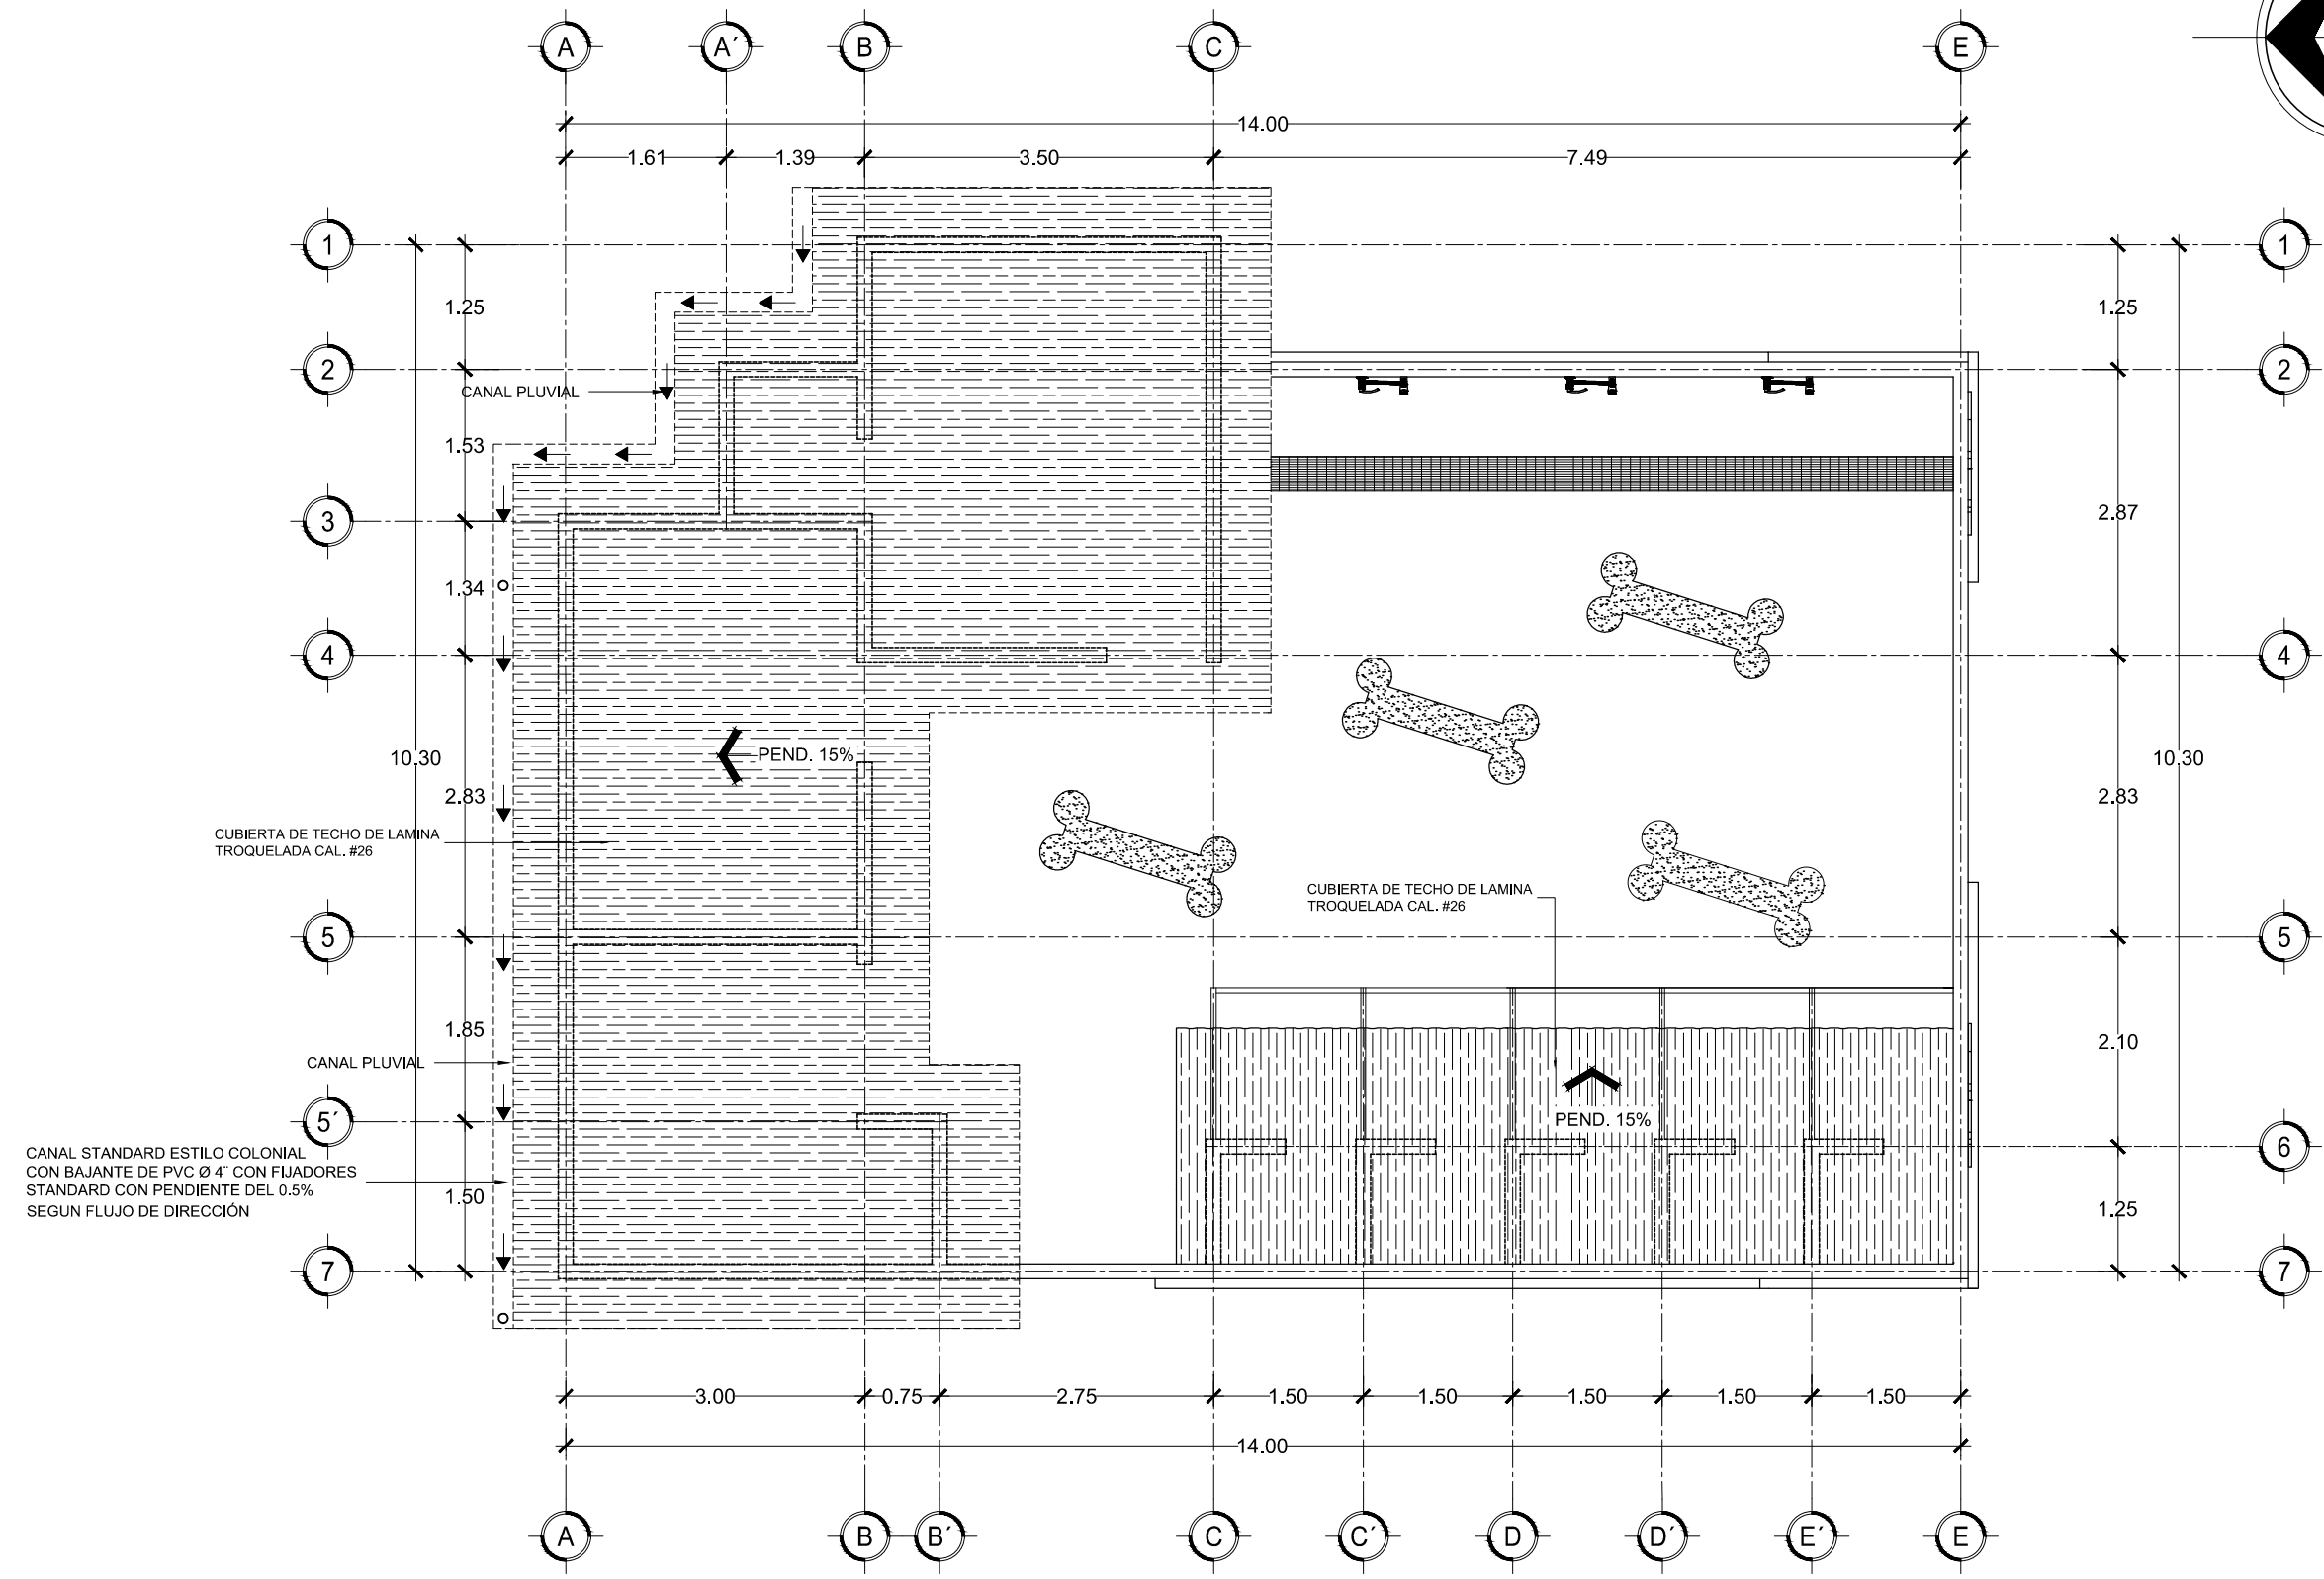 A A´ B C E
14.00
1.61 1.39 3.50 7.49
1 1
1.25 1.25
2 2
CANAL PLUVIAL
1.53
3
2.87
1.34
4 4
PEND. 15%
10.30 10.30
2.83 2.83
CUBIERTA DE TECHO DE LAMINA
TROQUELADA CAL. #26
CUBIERTA DE TECHO DE LAMINA
TROQUELADA CAL. #26
5 5
1.85 2.10
CANAL PLUVIAL
PEND. 15%
5´ 6
CANAL STANDARD ESTILO COLONIAL
CON BAJANTE DE PVC Ø 4¨ CON FIJADORES
STANDARD CON PENDIENTE DEL 0.5%
SEGUN FLUJO DE DIRECCIÓN
1.50 1.25
7 7
3.00 0.75 2.75 1.50 1.50 1.50 1.50 1.50
14.00
A B B´ C C´ D D´ E´ E